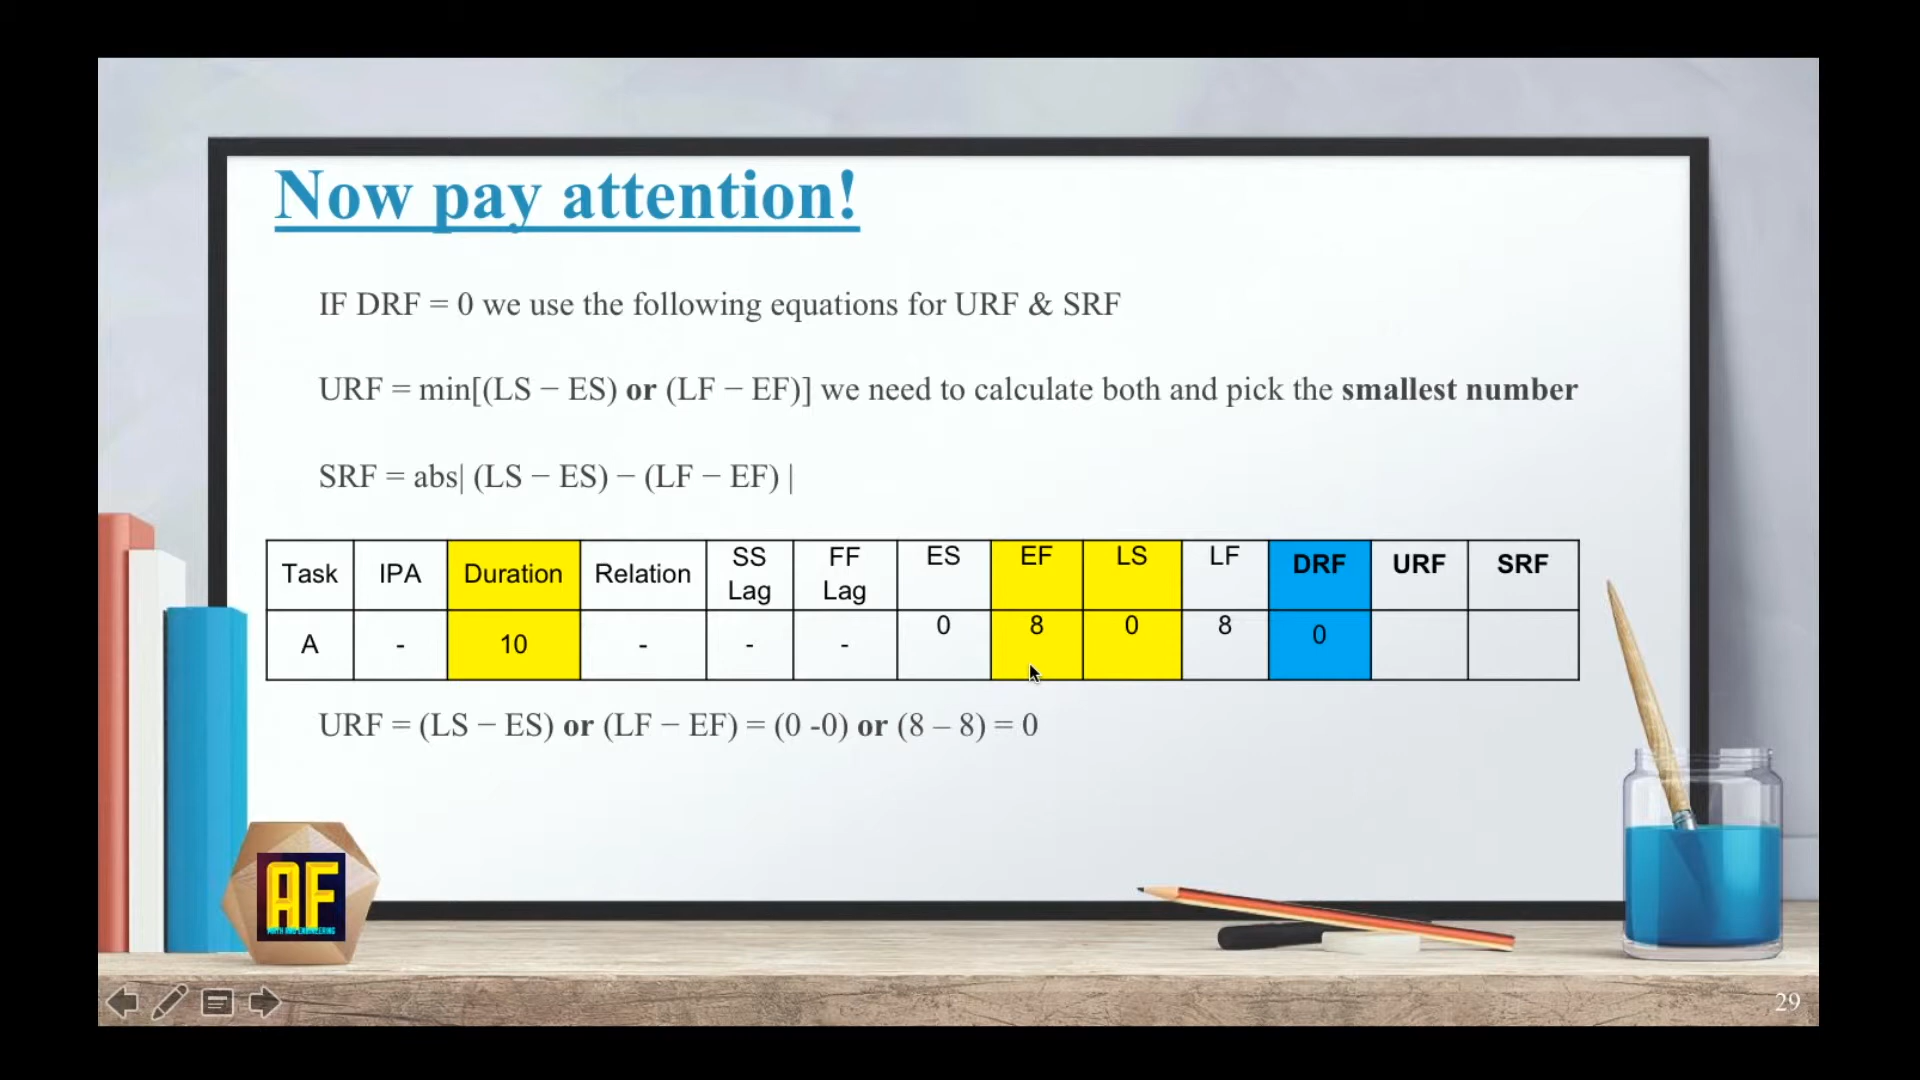 Now pay attention!
IF DRF = 0 we use the following equations for URF & SRF
URF = min[(LS − ES) or (LF − EF)] we need to calculate both and pick the smallest number
SRF = abs| (LS − ES) − (LF − EF) |
Task IPA Duration Relation SS Lag FF Lag ES EF LS LF DRF URF SRF
A - 10 - - - 0 8 0 8 0
URF = (LS − ES) or (LF − EF) = (0 -0) or (8 – 8) = 0
AF
MATH AND ENGINEERING
29